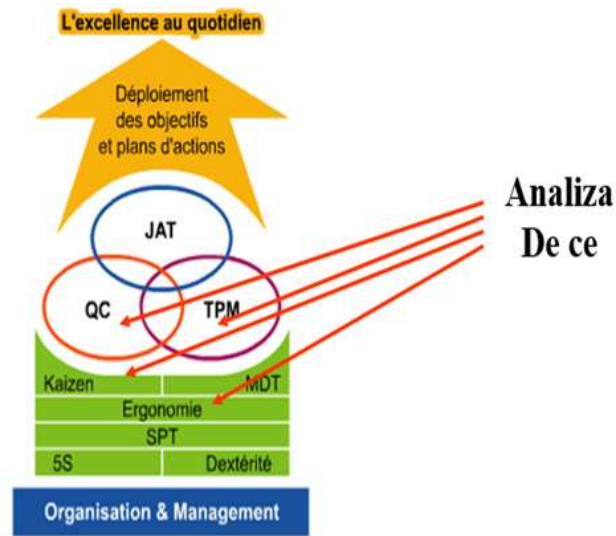 L'excellence au quotidien
Déploiement
des objectifs
et plans d'actions
JAT
QC
TPM
Analiza
De ce
Kaizen
MDT
Ergonomie
SPT
5S
Dextérité
Organisation & Management